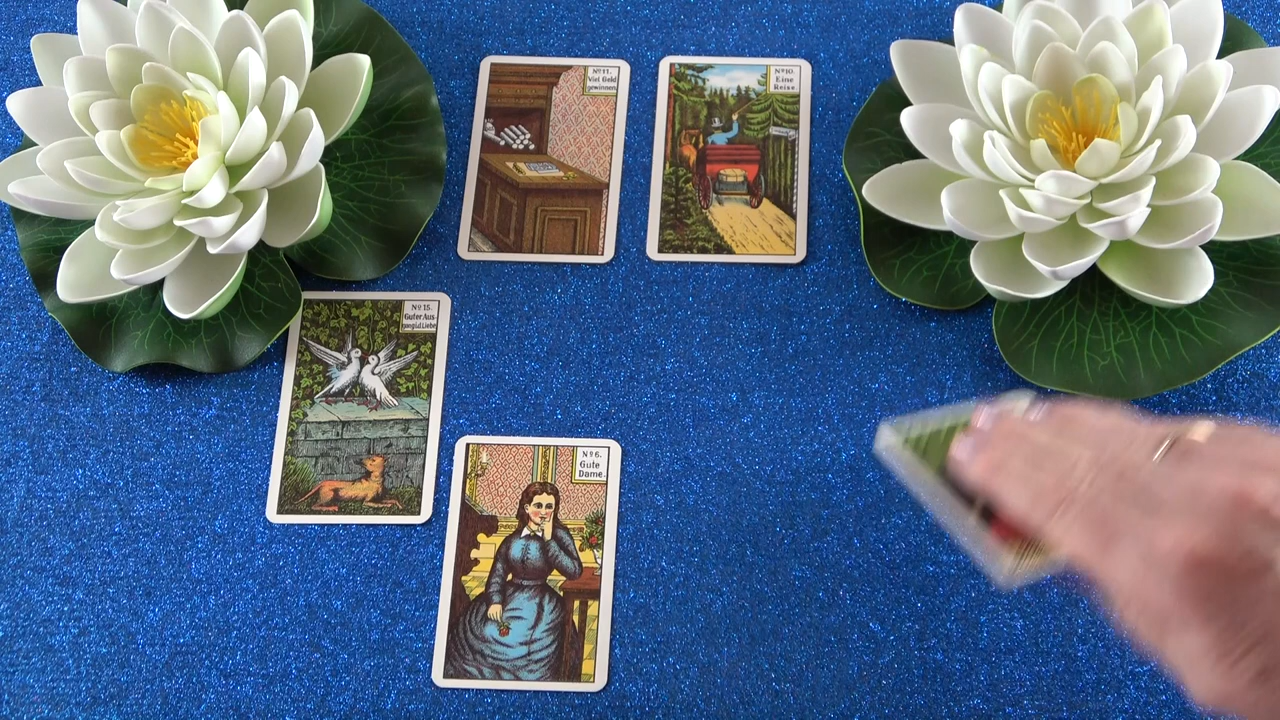 Nº 11.
Viel Geld
gewinnen.
Nº 10.
Eine
Reise.
Nº 15.
Guter Aus-
gang i.d. Liebe
Nº 6.
Gute
Dame.